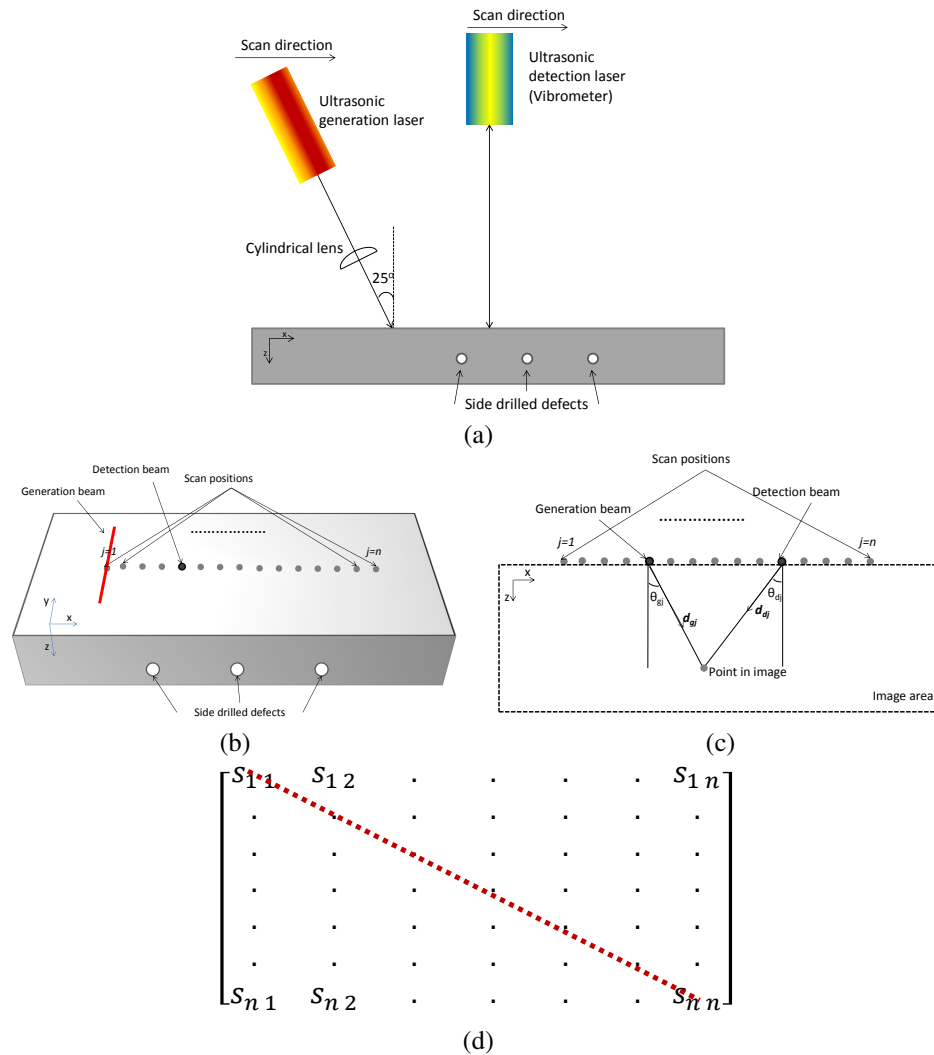 Scan direction
Scan direction
Ultrasonic
generation laser
Ultrasonic
detection laser
(Vibrometer)
Cylindrical lens
25°
x
z
Side drilled defects
(a)
Detection beam
Scan positions
Generation beam
j=1
j=n
y
x
z
Side drilled defects
(b)
Scan positions
Detection beam
Generation beam
j=1
j=n
x
z
θgj
θdj
dgj
ddj
Point in image
Image area
(c)
S1 1 S1 2 . . . . S1 n
. . . . . . .
. . . . . . .
. . . . . . .
. . . . . . .
. . . . . . .
Sn 1 Sn 2 . . . . Sn n
(d)